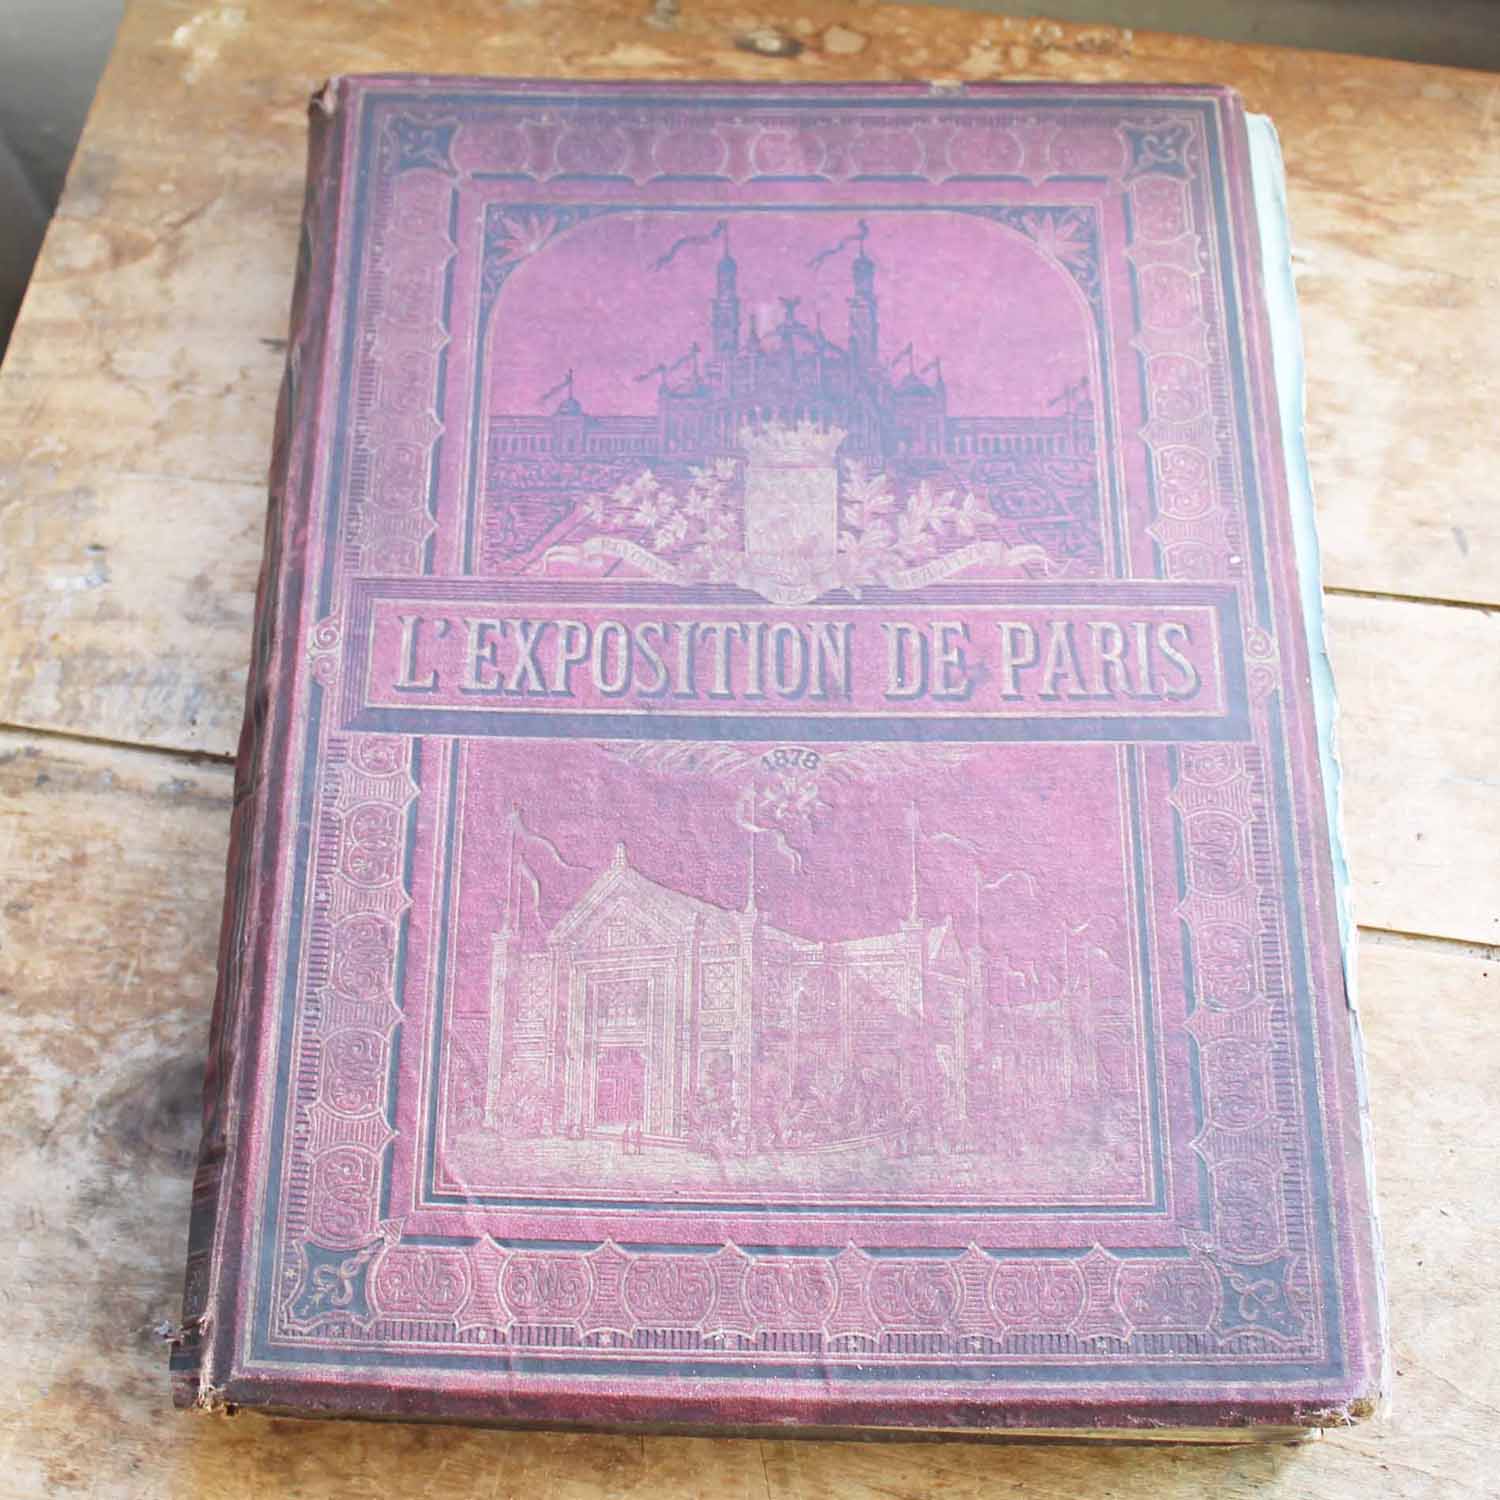 L'EXPOSITION DE PARIS
1878